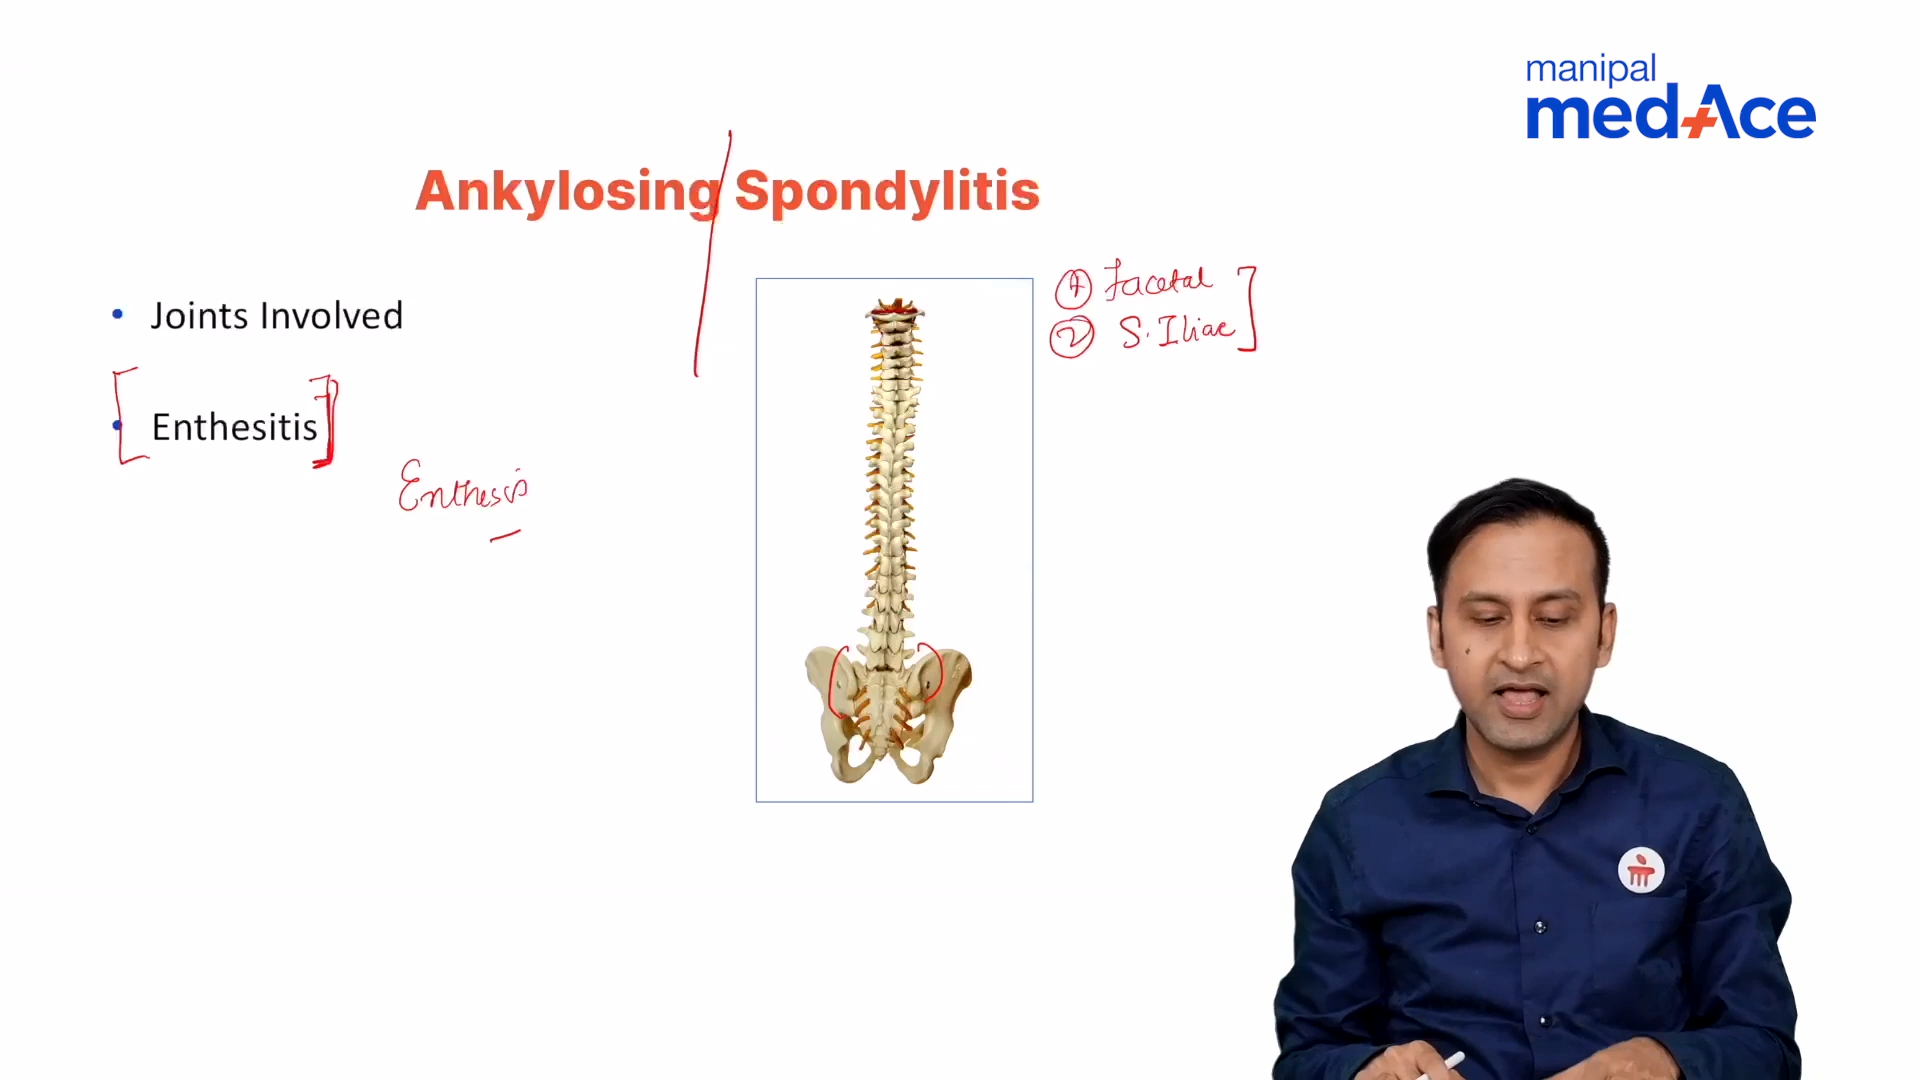 manipal
medAce
Ankylosing Spondylitis
① Facetal
② S. Iliac
• Joints Involved
• Enthesitis
Enthesis